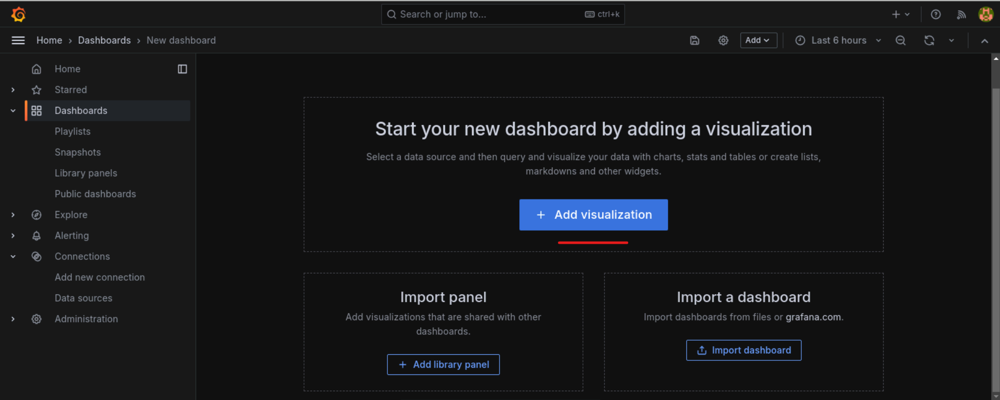 Search or jump to...
ctrl+k
Home
Dashboards
New dashboard
Add
Last 6 hours
Home
Starred
Dashboards
Playlists
Snapshots
Library panels
Public dashboards
Explore
Alerting
Connections
Add new connection
Data sources
Administration
Start your new dashboard by adding a visualization
Select a data source and then query and visualize your data with charts, stats and tables or create lists,
markdowns and other widgets.
+ Add visualization
Import panel
Add visualizations that are shared with other
dashboards.
+ Add library panel
Import a dashboard
Import dashboards from files or grafana.com.
Import dashboard